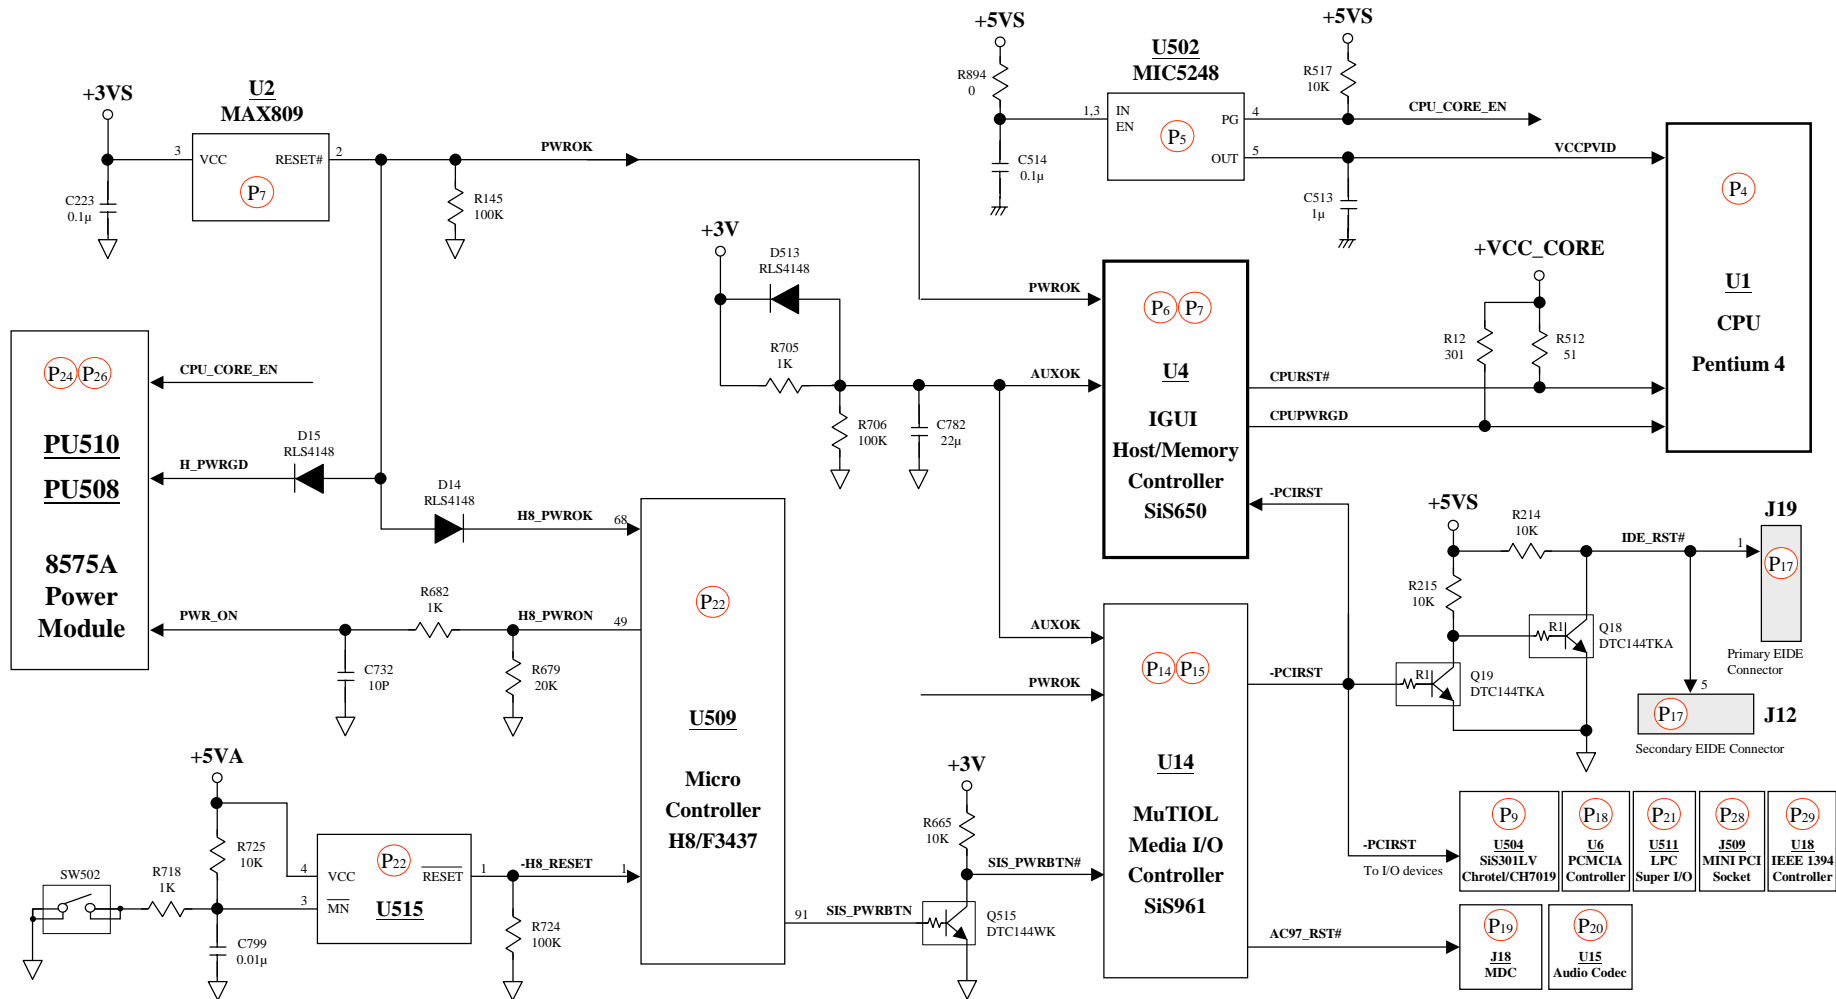 +5VS
+5VS
U502
MIC5248
R894
0
R517
10K
CPU_CORE_EN
1,3
IN
EN
PG
4
P5
OUT
5
VCCPVID
C514
0.1µ
C513
1µ
+3VS
U2
MAX809
3
VCC
RESET#
2
PWROK
P7
C223
0.1µ
R145
100K
P4
U1
CPU
Pentium 4
+3V
D513
RLS4148
R705
1K
PWROK
AUXOK
R706
100K
C782
22µ
+VCC_CORE
R12
301
R512
51
P6
P7
U4
IGUI
Host/Memory
Controller
SiS650
CPURST#
CPUPWRGD
-PCIRST
P24
P26
CPU_CORE_EN
PU510
PU508
8575A
Power
Module
H_PWRGD
D15
RLS4148
D14
RLS4148
H8_PWROK
68
PWR_ON
R682
1K
H8_PWRON
49
C732
10P
R679
20K
P22
U509
Micro
Controller
H8/F3437
+5VS
R214
10K
R215
10K
IDE_RST#
1
J19
P17
Primary EIDE
Connector
R1
Q18
DTC144TKA
R1
Q19
DTC144TKA
5
P17
J12
Secondary EIDE Connector
AUXOK
PWROK
P14
P15
-PCIRST
U14
MuTIOL
Media I/O
Controller
SiS961
+5VA
R725
10K
R718
1K
SW502
C799
0.01µ
4
VCC
P22
RESET
1
3
MN
U515
-H8_RESET
1
R724
100K
91
SIS_PWRBTN
+3V
R665
10K
SIS_PWRBTN#
Q515
DTC144WK
-PCIRST
To I/O devices
AC97_RST#
P9
U504
SiS301LV
Chrotel/CH7019
P18
U6
PCMCIA
Controller
P21
U511
LPC
Super I/O
P28
J509
MINI PCI
Socket
P29
U18
IEEE 1394
Controller
P19
J18
MDC
P20
U15
Audio Codec